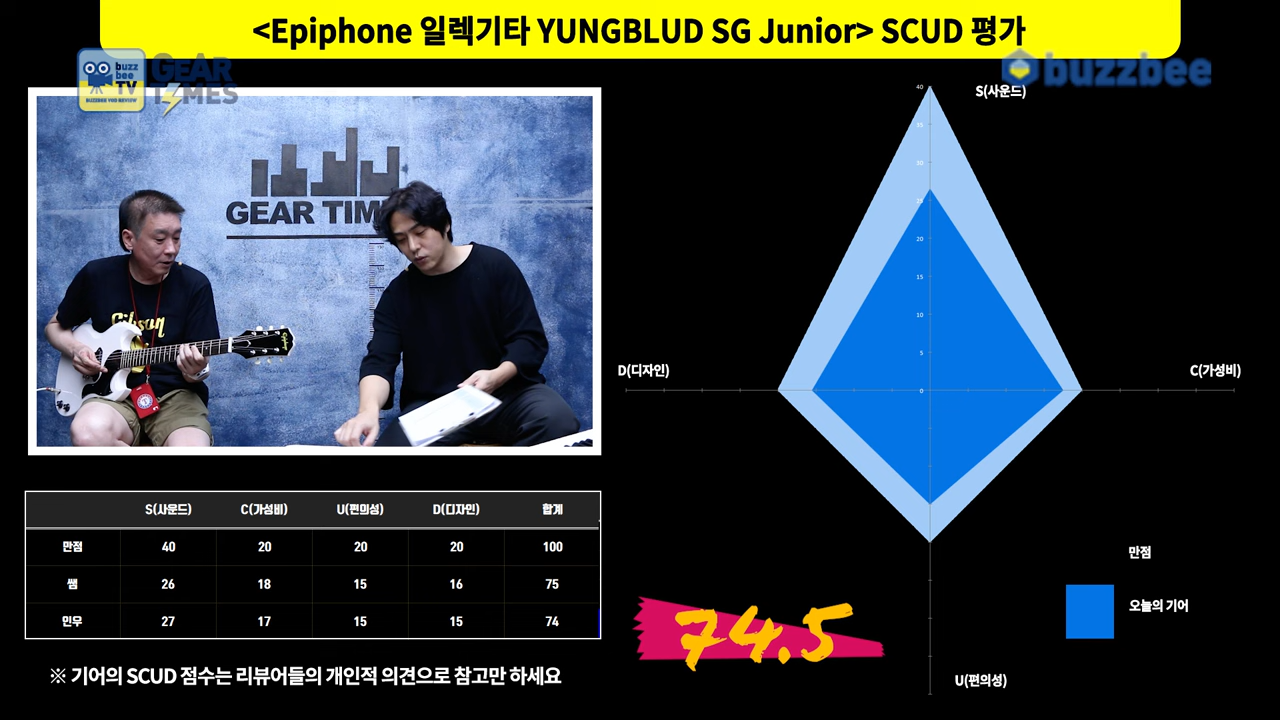 <Epiphone 일렉기타 YUNGBLUD SG Junior> SCUD 평가
buzz
bee
TV
BUZZBEE VOD REVIEW
GEAR
TIMES
buzzbee
GEAR TIM
Gibson
S(사운드)
40
35
30
25
20
15
10
5
0
D(디자인)
C(가성비)
U(편의성)
만점
오늘의 기어
S(사운드) C(가성비) U(편의성) D(디자인) 합계
만점 40 20 20 20 100
쌤 26 18 15 16 75
민우 27 17 15 15 74
74.5
※ 기어의 SCUD 점수는 리뷰어들의 개인적 의견으로 참고만 하세요